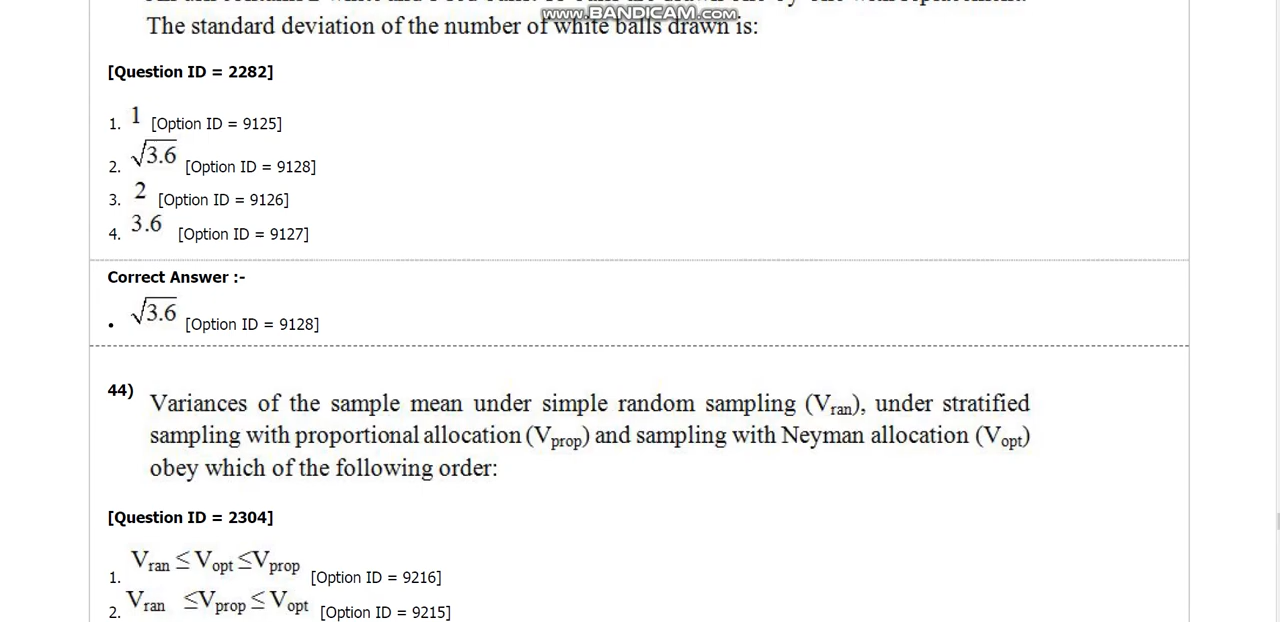 www.BANDICAM.com
The standard deviation of the number of white balls drawn is:
[Question ID = 2282]
1. 1 [Option ID = 9125]
2. √3.6 [Option ID = 9128]
3. 2 [Option ID = 9126]
4. 3.6 [Option ID = 9127]
Correct Answer :-
• √3.6 [Option ID = 9128]
44) Variances of the sample mean under simple random sampling (Vran), under stratified
sampling with proportional allocation (Vprop) and sampling with Neyman allocation (Vopt)
obey which of the following order:
[Question ID = 2304]
1. Vran ≤ Vopt ≤Vprop [Option ID = 9216]
2. Vran ≤Vprop ≤ Vopt [Option ID = 9215]